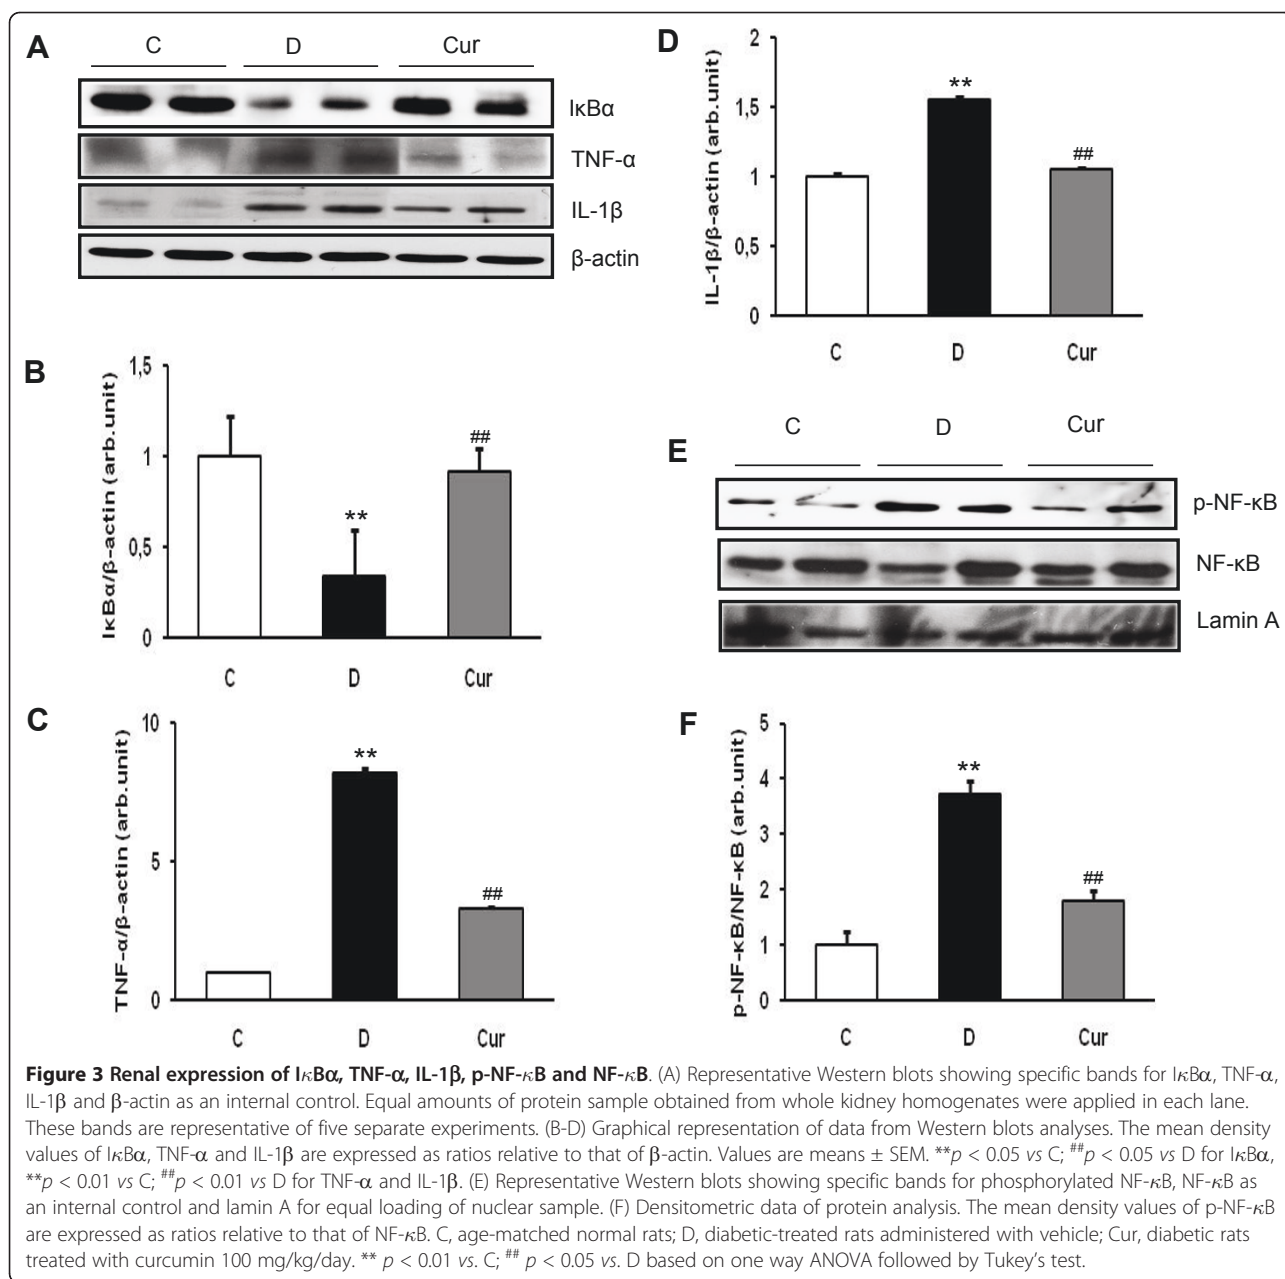 A
C D Cur
IκBα
TNF-α
IL-1β
β-actin
B
IκBα/β-actin (arb.unit)
1,5
1
0,5
0
**
##
C D Cur
C
TNF-α/β-actin (arb.unit)
10
5
0
**
##
C D Cur
D
IL-1β/β-actin (arb.unit)
2
1,5
1
0,5
0
**
##
C D Cur
E
C D Cur
p-NF-κB
NF-κB
Lamin A
F
p-NF-κB/NF-κB (arb.unit)
5
4
3
2
1
0
**
##
C D Cur
Figure 3 Renal expression of IκBα, TNF-α, IL-1β, p-NF-κB and NF-κB. (A) Representative Western blots showing specific bands for IκBα, TNF-α,
IL-1β and β-actin as an internal control. Equal amounts of protein sample obtained from whole kidney homogenates were applied in each lane.
These bands are representative of five separate experiments. (B-D) Graphical representation of data from Western blots analyses. The mean density
values of IκBα, TNF-α and IL-1β are expressed as ratios relative to that of β-actin. Values are means ± SEM. **p < 0.05 vs C; ##p < 0.05 vs D for IκBα,
**p < 0.01 vs C; ##p < 0.01 vs D for TNF-α and IL-1β. (E) Representative Western blots showing specific bands for phosphorylated NF-κB, NF-κB as
an internal control and lamin A for equal loading of nuclear sample. (F) Densitometric data of protein analysis. The mean density values of p-NF-κB
are expressed as ratios relative to that of NF-κB. C, age-matched normal rats; D, diabetic-treated rats administered with vehicle; Cur, diabetic rats
treated with curcumin 100 mg/kg/day. ** p < 0.01 vs. C; ## p < 0.05 vs. D based on one way ANOVA followed by Tukey's test.